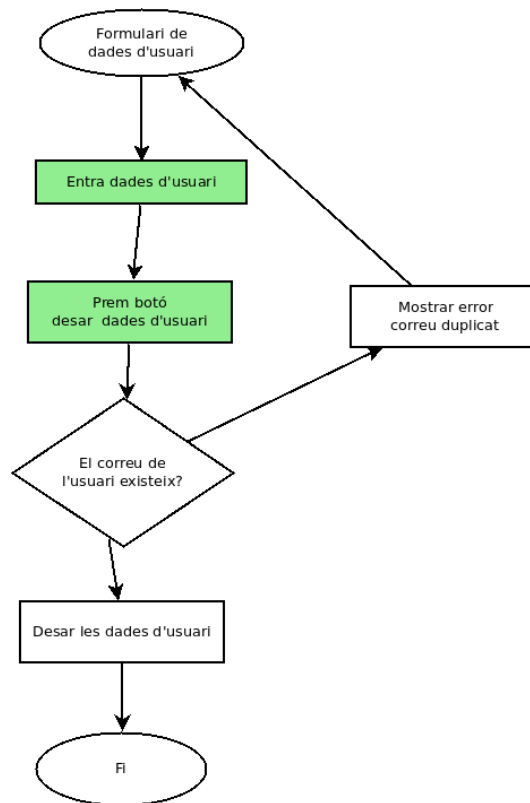 Formulari de
dades d'usuari
Entra dades d'usuari
Prem botó
desar dades d'usuari
Mostrar error
correu duplicat
El correu de
l'usuari existeix?
Desar les dades d'usuari
Fi